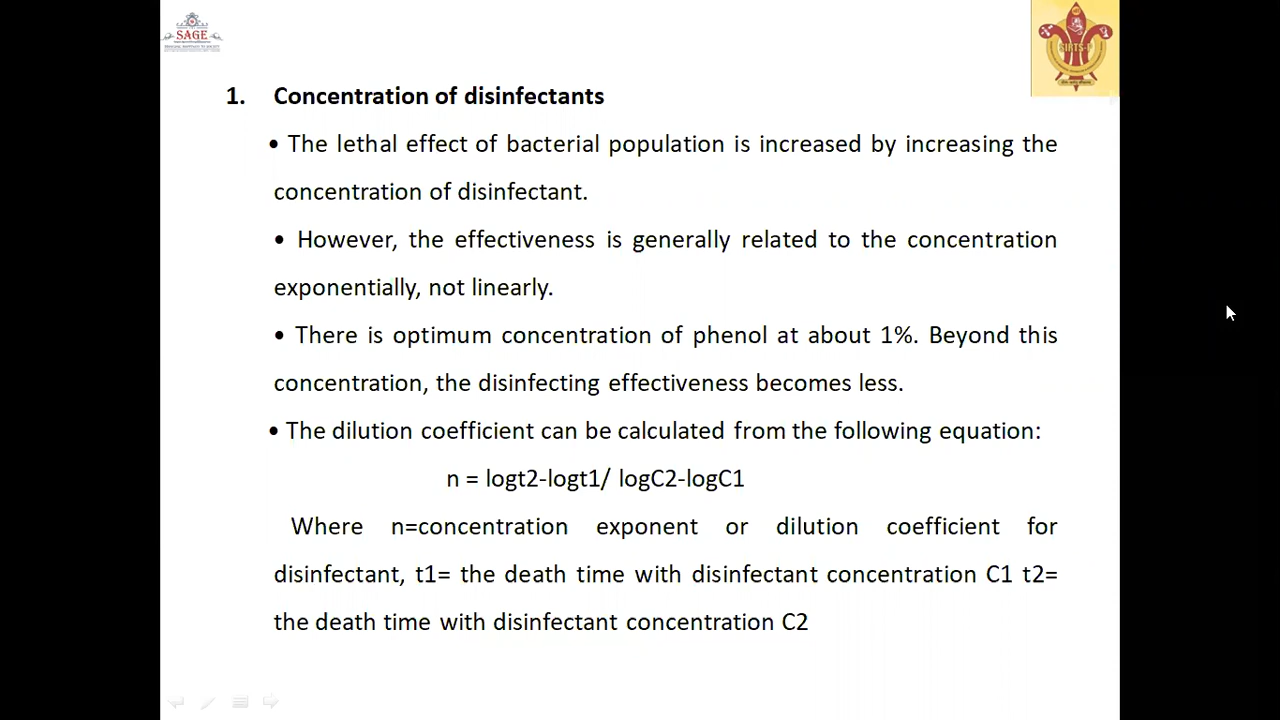 SAGE
SIRTS-P
1. Concentration of disinfectants
• The lethal effect of bacterial population is increased by increasing the
concentration of disinfectant.
• However, the effectiveness is generally related to the concentration
exponentially, not linearly.
• There is optimum concentration of phenol at about 1%. Beyond this
concentration, the disinfecting effectiveness becomes less.
• The dilution coefficient can be calculated from the following equation:
n = logt2-logt1/ logC2-logC1
Where n=concentration exponent or dilution coefficient for
disinfectant, t1= the death time with disinfectant concentration C1 t2=
the death time with disinfectant concentration C2